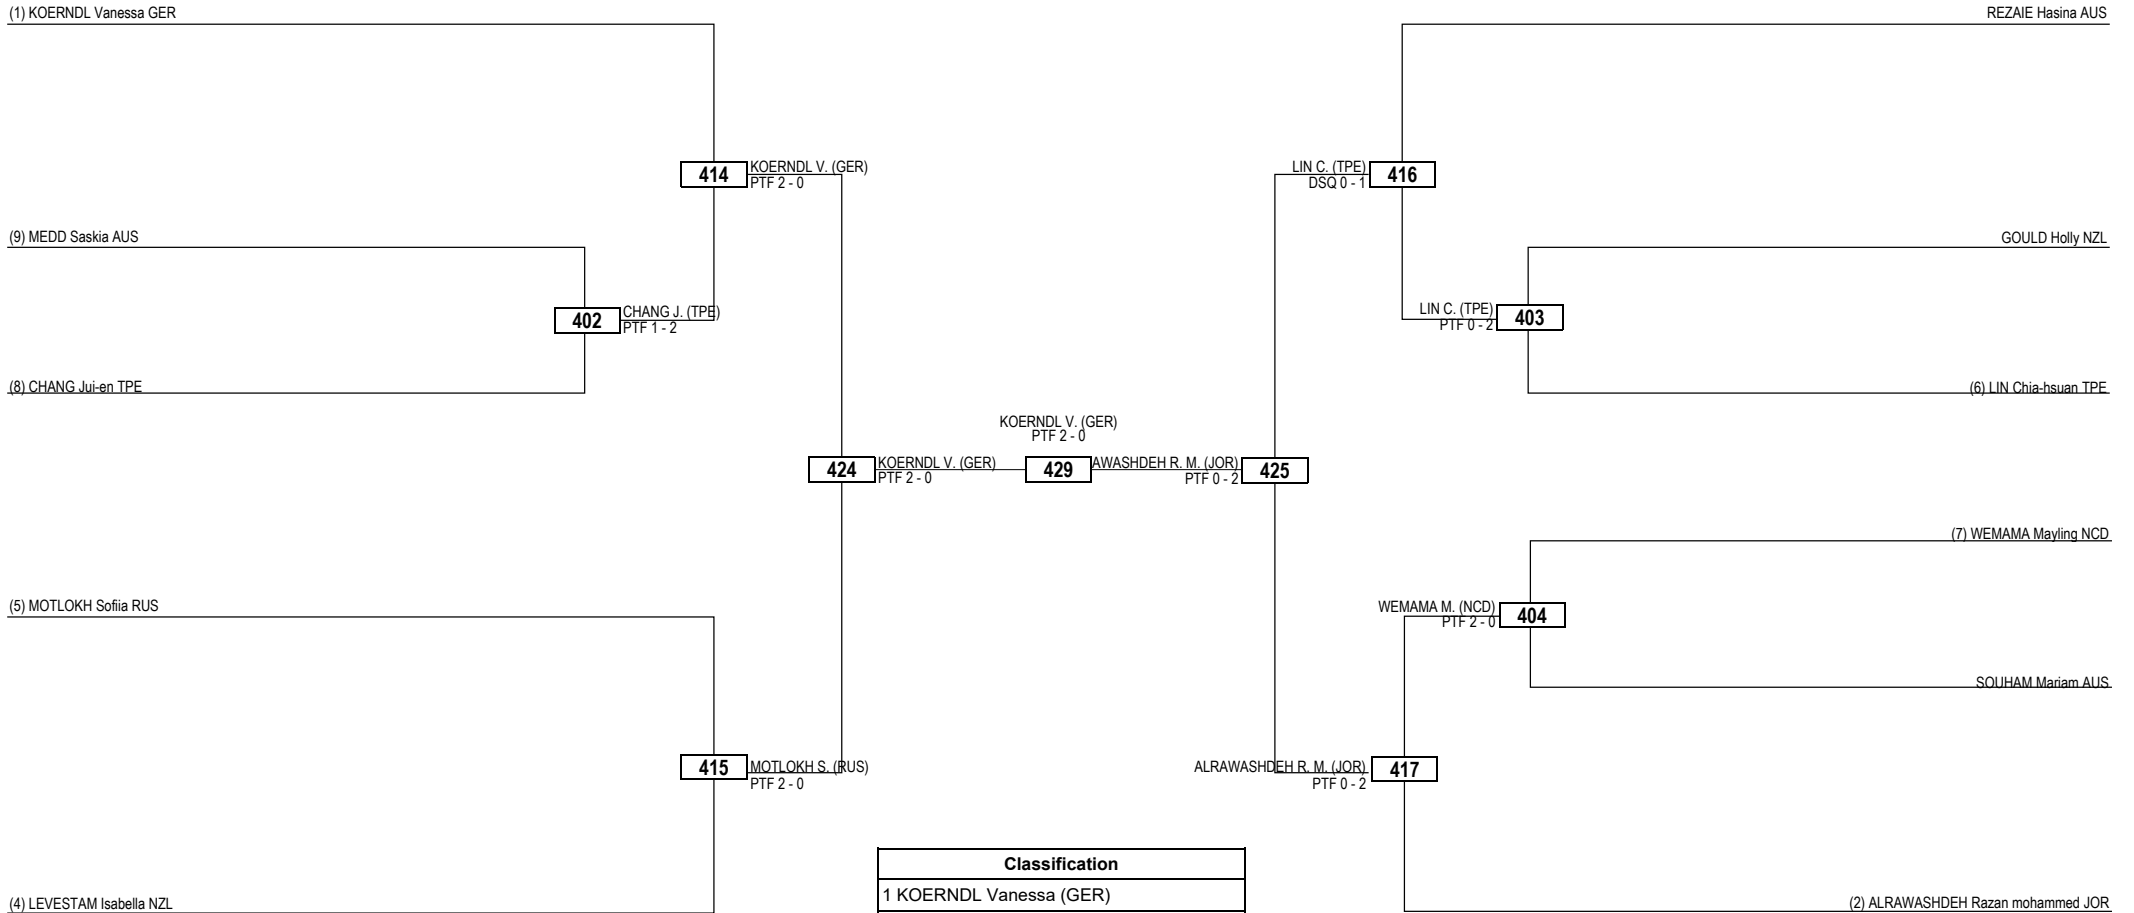 (1) KOERNDL Vanessa GER
REZAIE Hasina AUS
414
KOERNDL V. (GER)
PTF 2 - 0
LIN C. (TPE)
DSQ 0 - 1
416
(9) MEDD Saskia AUS
GOULD Holly NZL
402
CHANG J. (TPE)
PTF 1 - 2
LIN C. (TPE)
PTF 0 - 2
403
(8) CHANG Jui-en TPE
(6) LIN Chia-hsuan TPE
KOERNDL V. (GER)
PTF 2 - 0
424
KOERNDL V. (GER)
PTF 2 - 0
429
AWASHDEH R. M. (JOR)
PTF 0 - 2
425
(7) WEMAMA Mayling NCD
(5) MOTLOKH Sofiia RUS
WEMAMA M. (NCD)
PTF 2 - 0
404
SOUHAM Mariam AUS
415
MOTLOKH S. (RUS)
PTF 2 - 0
ALRAWASHDEH R. M. (JOR)
PTF 0 - 2
417
Classification
1 KOERNDL Vanessa (GER)
(4) LEVESTAM Isabella NZL
(2) ALRAWASHDEH Razan mohammed JOR